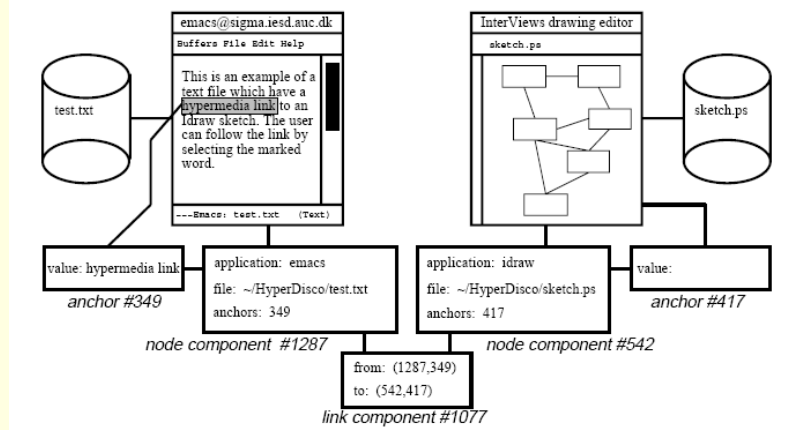 emacs@sigma.iesd.auc.dk
Buffers File Edit Help
This is an example of a
text file which have a
hypermedia link to an
Idraw sketch. The user
can follow the link by
selecting the marked
word.
---Emacs: test.txt (Text)
test.txt
InterViews drawing editor
sketch.ps
sketch.ps
value: hypermedia link
anchor #349
application: emacs
file: ~/HyperDisco/test.txt
anchors: 349
node component #1287
application: idraw
file: ~/HyperDisco/sketch.ps
anchors: 417
node component #542
value:
anchor #417
from: (1287,349)
to: (542,417)
link component #1077